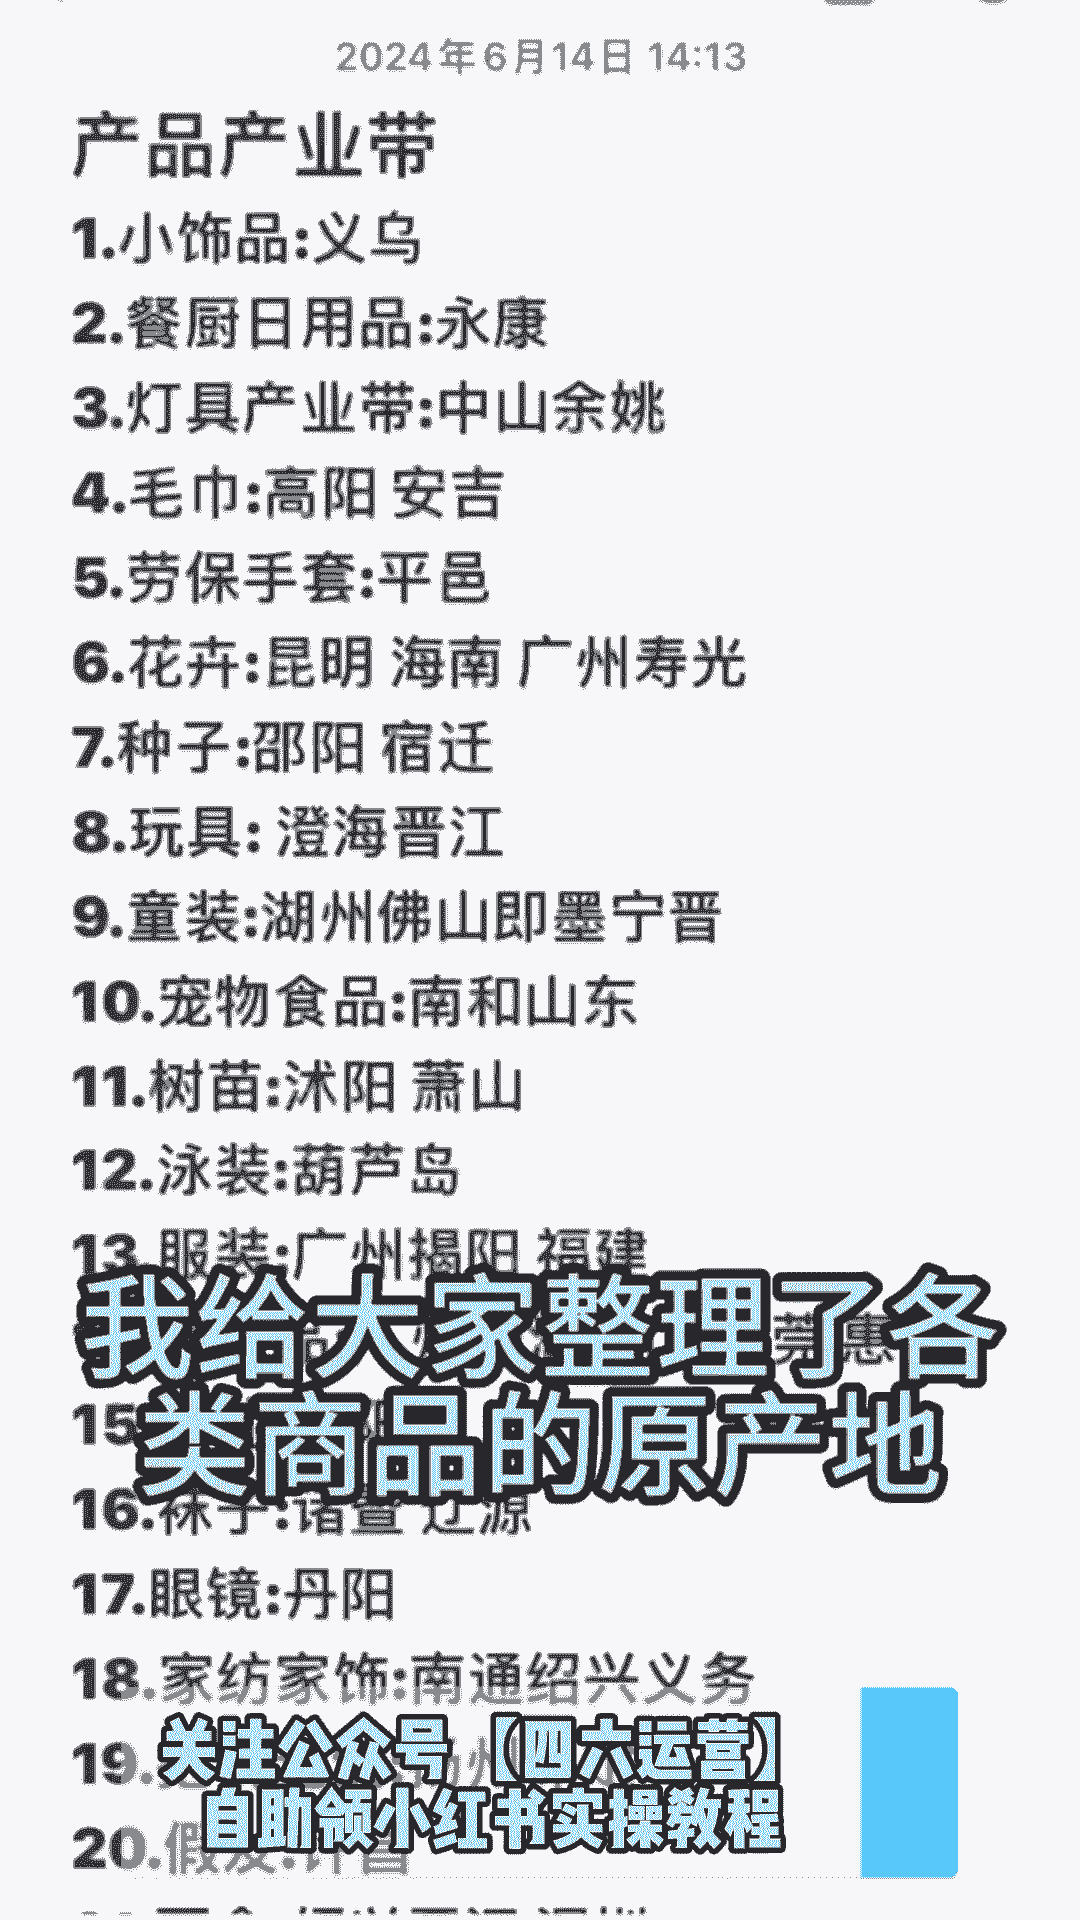 2024年6月14日 14:13
产品产业带
1.小饰品:义乌
2.餐厨日用品:永康
3.灯具产业带:中山余姚
4.毛巾:高阳 安吉
5.劳保手套:平邑
6.花卉:昆明 海南 广州寿光
7.种子:邵阳 宿迁
8.玩具: 澄海晋江
9.童装:湖州佛山即墨宁晋
10.宠物食品:南和山东
11.树苗:沭阳 萧山
12.泳装:葫芦岛
13.服装:广州揭阳 福建
我给大家整理了各
莞惠
类商品的原产地
15
16.袜子:诸暨 辽源
17.眼镜:丹阳
18.家纺家饰:南通绍兴义务
19.
关注公众号【四六运营】
自助领小红书实操教程
20.假发:许昌